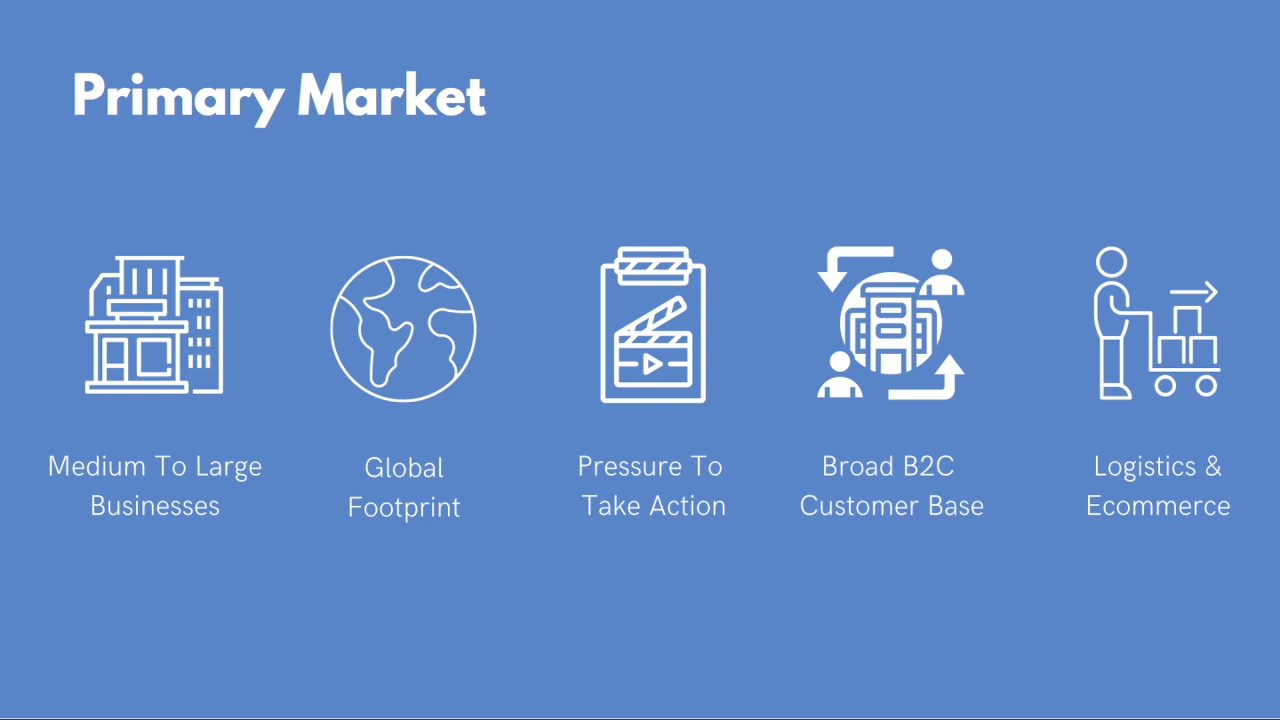 Primary Market
Medium To Large
Businesses
Global
Footprint
Pressure To
Take Action
Broad B2C
Customer Base
Logistics &
Ecommerce